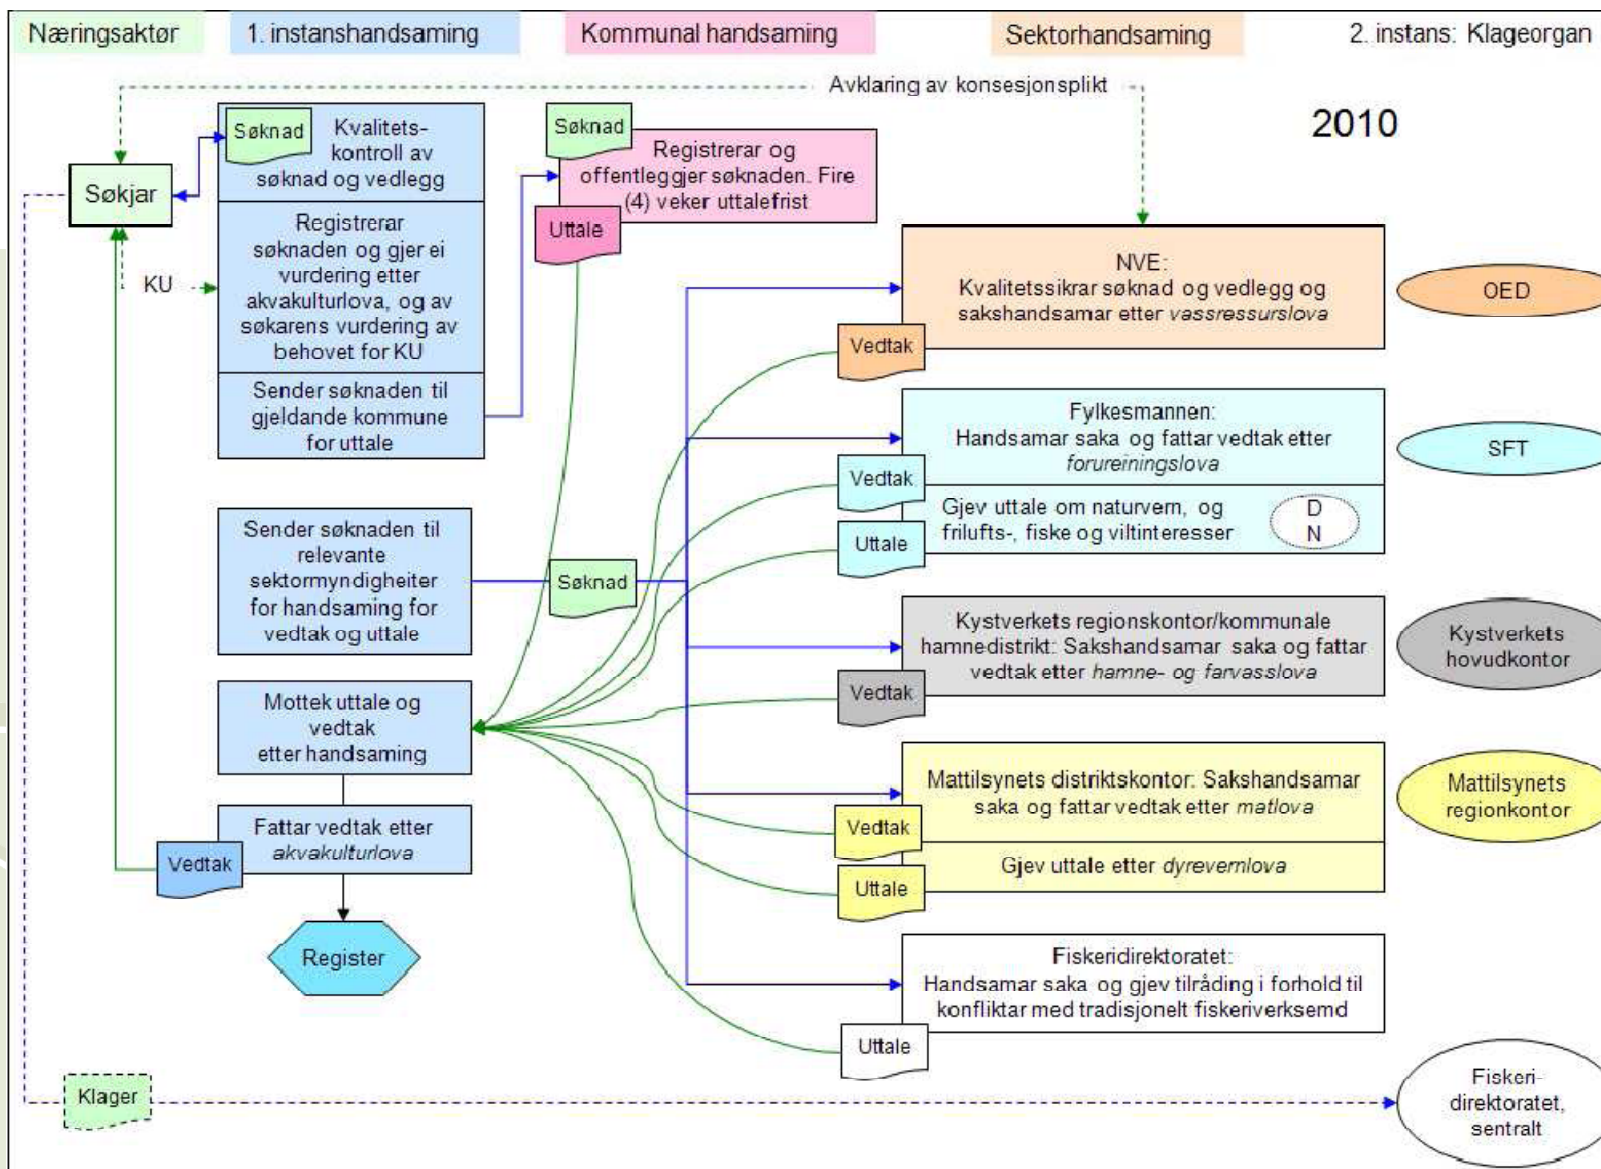 Næringsaktør
1. instanshandsaming
Kommunal handsaming
Sektorhandsaming
2. instans: Klageorgan
Avklaring av konsesjonsplikt
2010
Søkjar
KU
Søknad
Kvalitets-
kontroll av
søknad og vedlegg
Registrerar
søknaden og gjer ei
vurdering etter
akvakulturlova, og av
søkarens vurdering av
behovet for KU
Sender søknaden til
gjeldande kommune
for uttale
Søknad
Registrerar og
offentleggjer søknaden. Fire
(4) veker uttalefrist
Uttale
NVE:
Kvalitetssikrar søknad og vedlegg og
sakshandsamar etter vassressurslova
Vedtak
OED
Fylkesmannen:
Handsamar saka og fattar vedtak etter
forureiningslova
Vedtak
SFT
Gjev uttale om naturvern, og
frilufts-, fiske og viltinteresser
D
N
Uttale
Sender søknaden til
relevante
sektormyndigheiter
for handsaming for
vedtak og uttale
Søknad
Kystverkets regionskontor/kommunale
hamnedistrikt: Sakshandsamar saka og fattar
vedtak etter hamne- og farvasslova
Vedtak
Kystverkets
hovudkontor
Mottek uttale og
vedtak
etter handsaming
Mattilsynets distriktskontor: Sakshandsamar
saka og fattar vedtak etter matlova
Vedtak
Mattilsynets
regionkontor
Gjev uttale etter dyrevernlova
Uttale
Fattar vedtak etter
akvakulturlova
Vedtak
Register
Fiskeridirektoratet:
Handsamar saka og gjev tilråding i forhold til
konfliktar med tradisjonelt fiskeriverksemd
Uttale
Klager
Fiskeri-
direktoratet,
sentralt